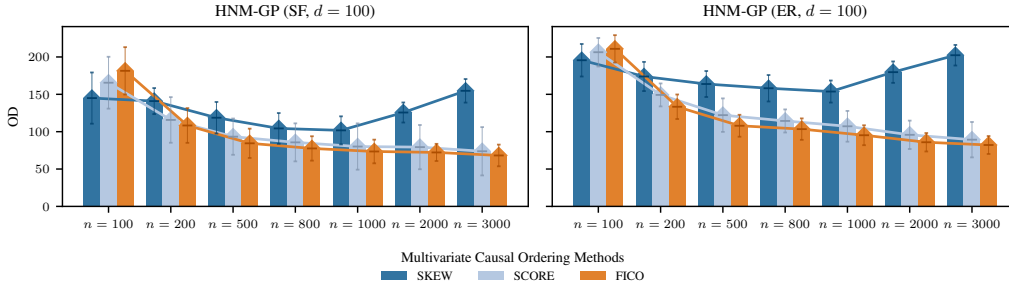 HNM-GP (SF, d = 100)
HNM-GP (ER, d = 100)
OD
200
150
100
50
0
n = 100 n = 200 n = 500 n = 800 n = 1000 n = 2000 n = 3000
n = 100 n = 200 n = 500 n = 800 n = 1000 n = 2000 n = 3000
Multivariate Causal Ordering Methods
SKEW SCORE FICO